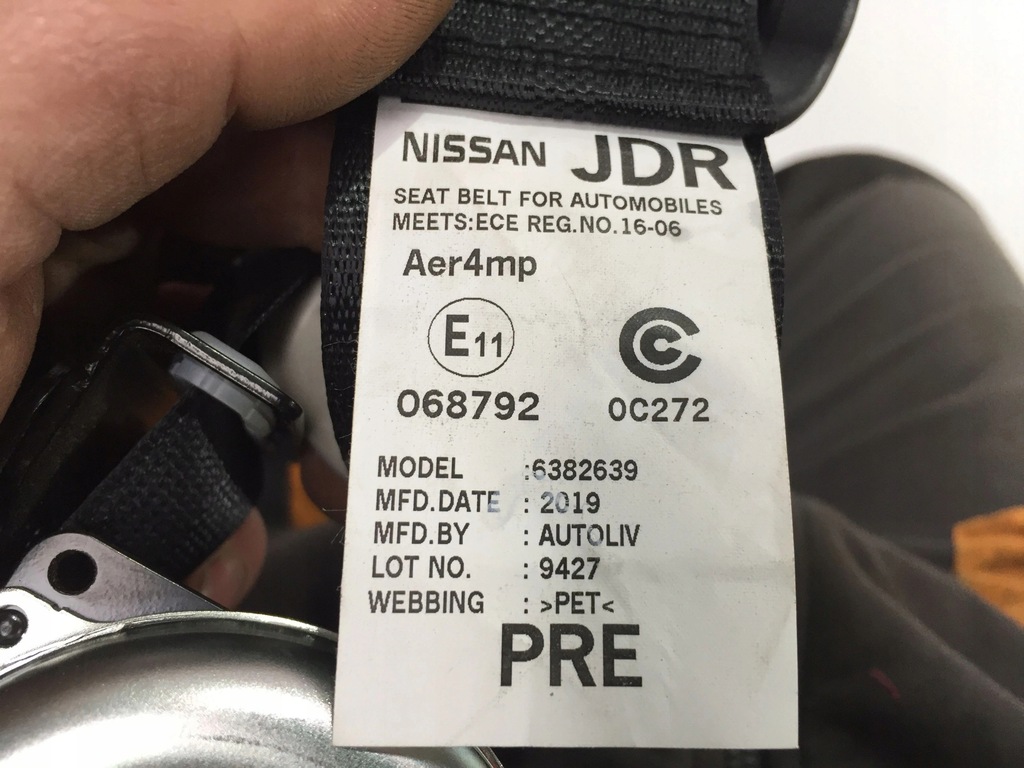 NISSAN JDR
SEAT BELT FOR AUTOMOBILES
MEETS:ECE REG.NO.16-06
Aer4mp
E11
068792 0C272
MODEL :6382639
MFD.DATE : 2019
MFD.BY : AUTOLIV
LOT NO. : 9427
WEBBING : >PET<
PRE